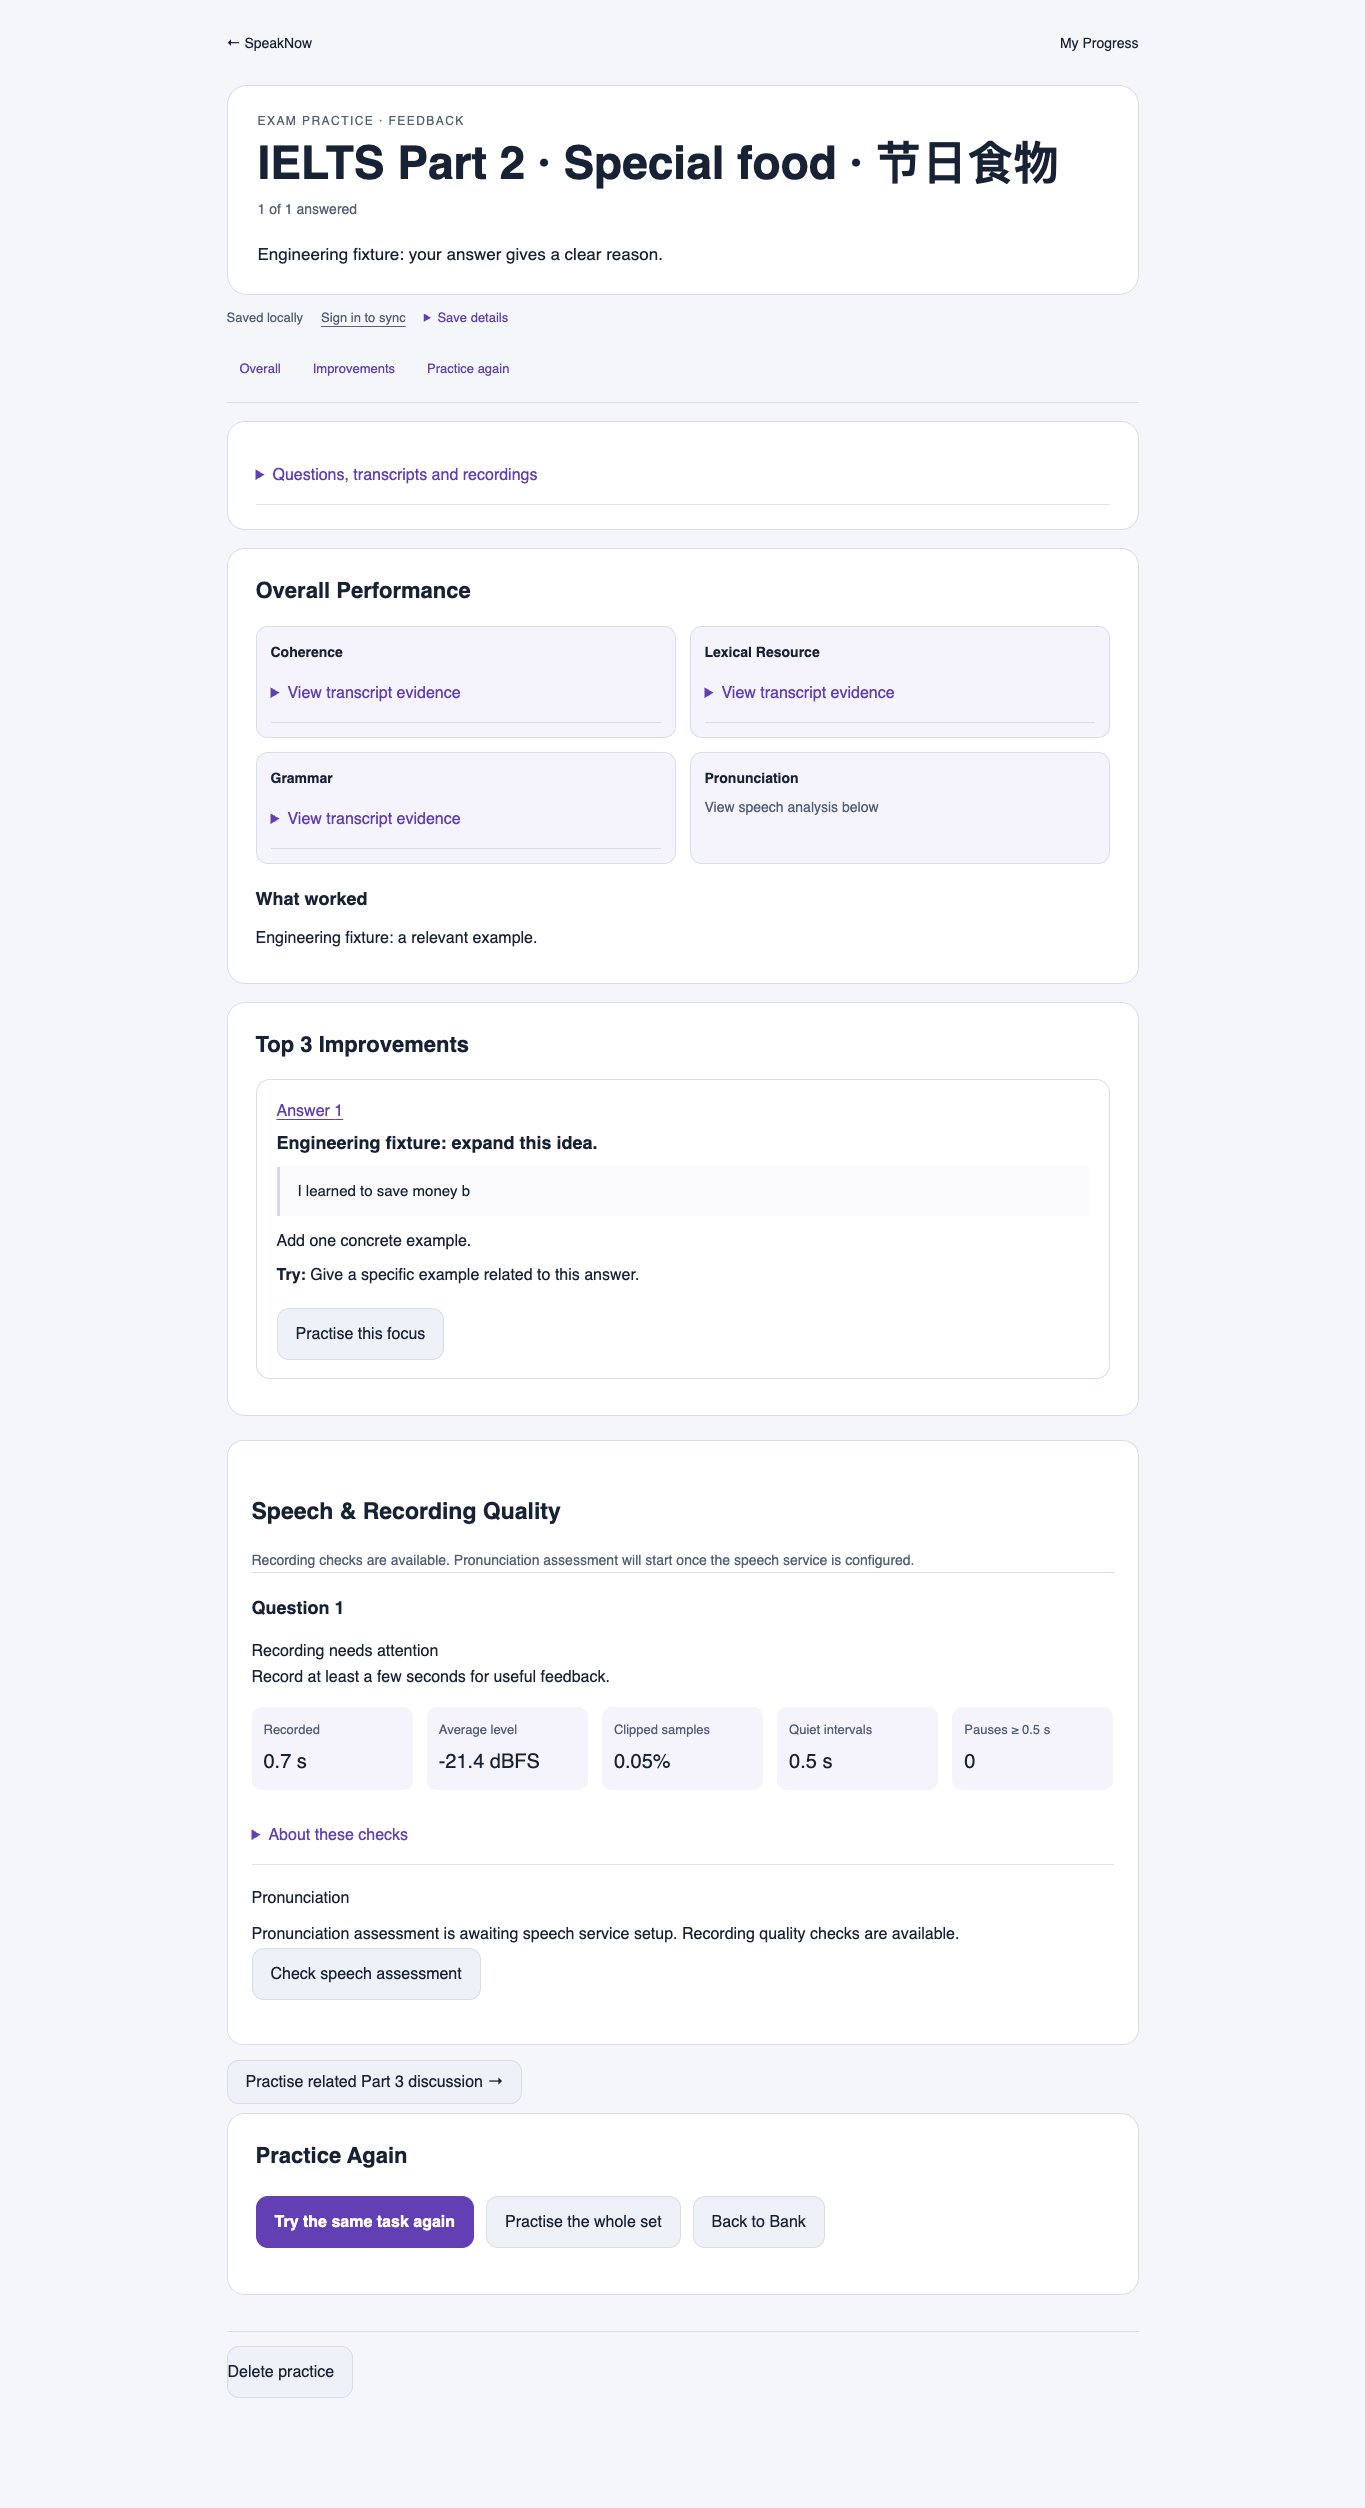 ← SpeakNow
My Progress
EXAM PRACTICE · FEEDBACK
IELTS Part 2 · Special food · 节日食物
1 of 1 answered
Engineering fixture: your answer gives a clear reason.
Saved locally Sign in to sync ▶ Save details
Overall Improvements Practice again
▶ Questions, transcripts and recordings
Overall Performance
Coherence
▶ View transcript evidence
Lexical Resource
▶ View transcript evidence
Grammar
▶ View transcript evidence
Pronunciation
View speech analysis below
What worked
Engineering fixture: a relevant example.
Top 3 Improvements
Answer 1
Engineering fixture: expand this idea.
I learned to save money b
Add one concrete example.
Try: Give a specific example related to this answer.
Practise this focus
Speech & Recording Quality
Recording checks are available. Pronunciation assessment will start once the speech service is configured.
Question 1
Recording needs attention
Record at least a few seconds for useful feedback.
Recorded
0.7 s
Average level
-21.4 dBFS
Clipped samples
0.05%
Quiet intervals
0.5 s
Pauses ≥ 0.5 s
0
▶ About these checks
Pronunciation
Pronunciation assessment is awaiting speech service setup. Recording quality checks are available.
Check speech assessment
Practise related Part 3 discussion →
Practice Again
Try the same task again
Practise the whole set
Back to Bank
Delete practice